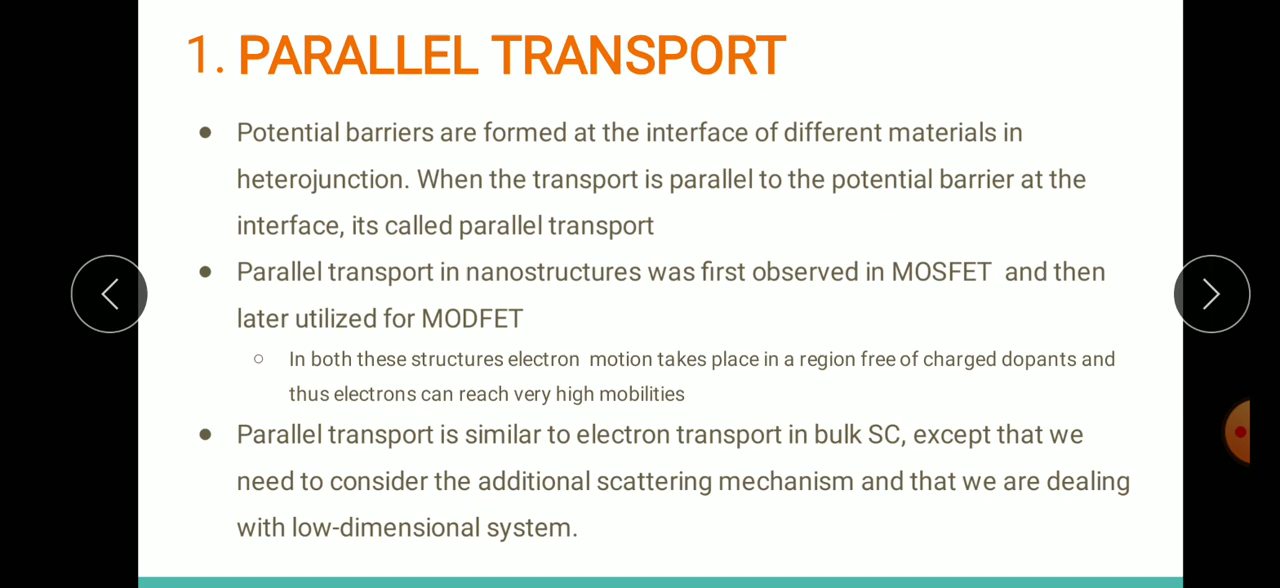 1. PARALLEL TRANSPORT
● Potential barriers are formed at the interface of different materials in
heterojunction. When the transport is parallel to the potential barrier at the
interface, its called parallel transport
● Parallel transport in nanostructures was first observed in MOSFET and then
later utilized for MODFET
○ In both these structures electron motion takes place in a region free of charged dopants and
thus electrons can reach very high mobilities
● Parallel transport is similar to electron transport in bulk SC, except that we
need to consider the additional scattering mechanism and that we are dealing
with low-dimensional system.